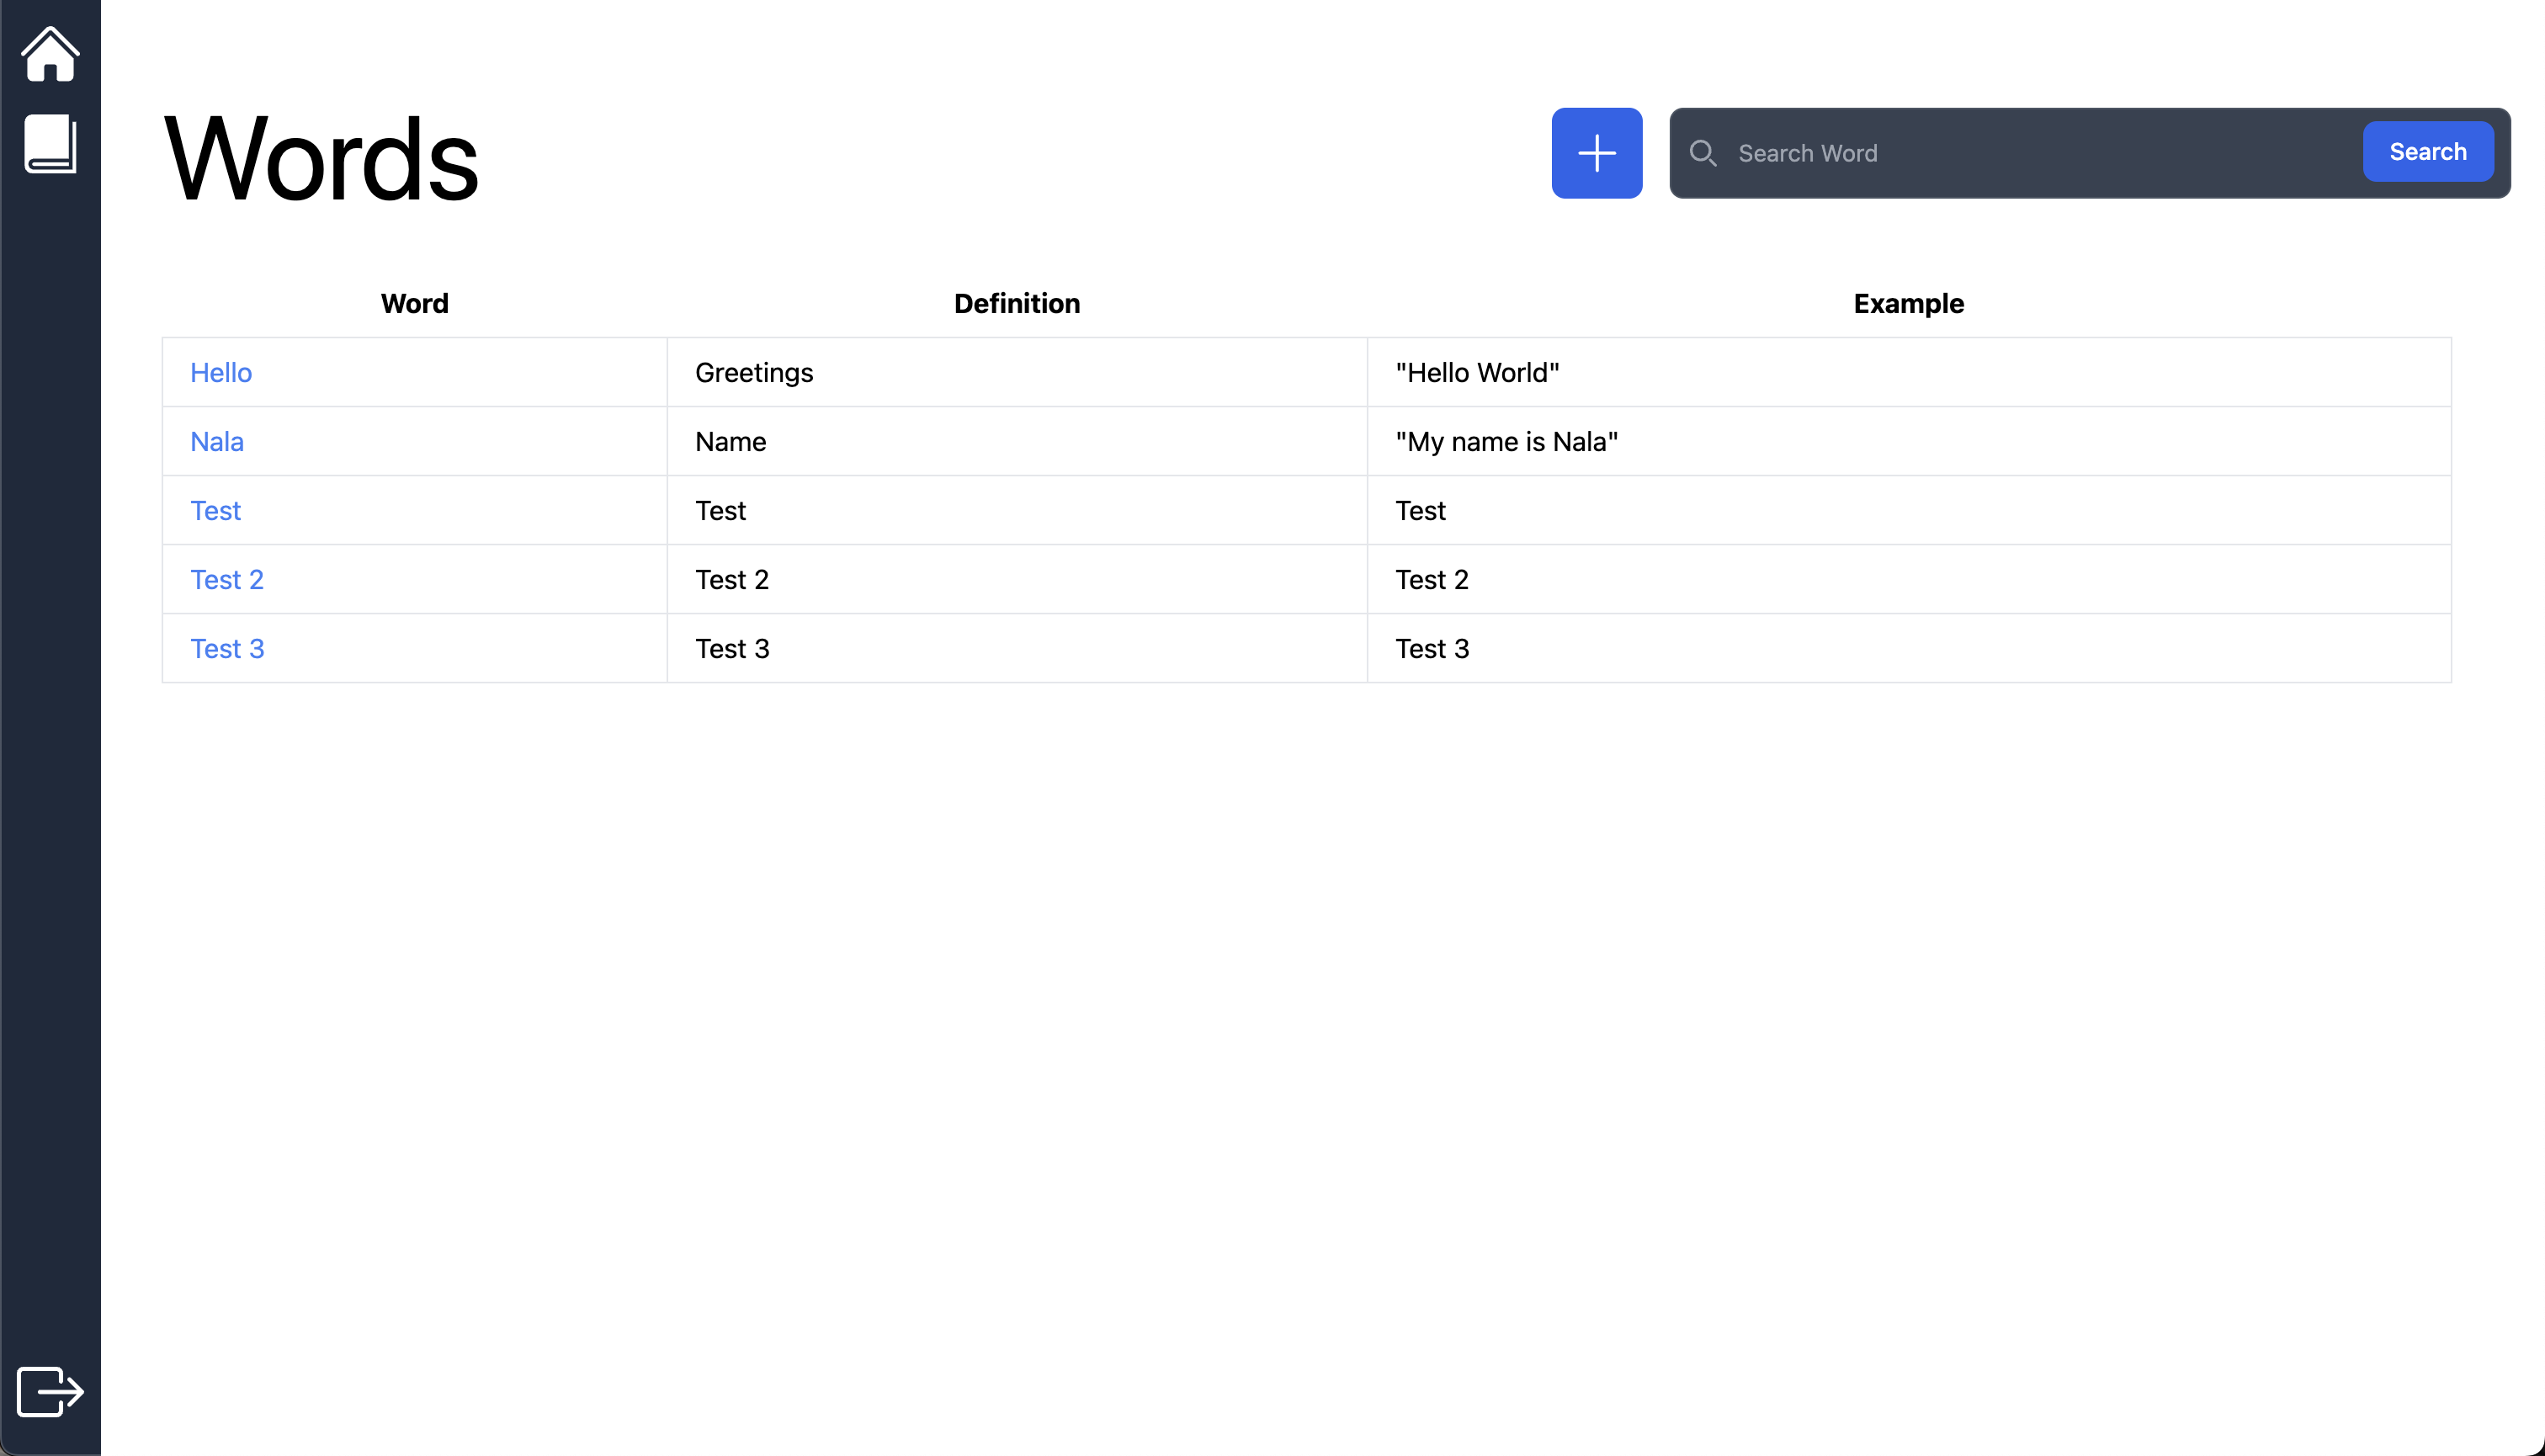 Words
Search Word
Search
Word Definition Example
Hello Greetings "Hello World"
Nala Name "My name is Nala"
Test Test Test
Test 2 Test 2 Test 2
Test 3 Test 3 Test 3